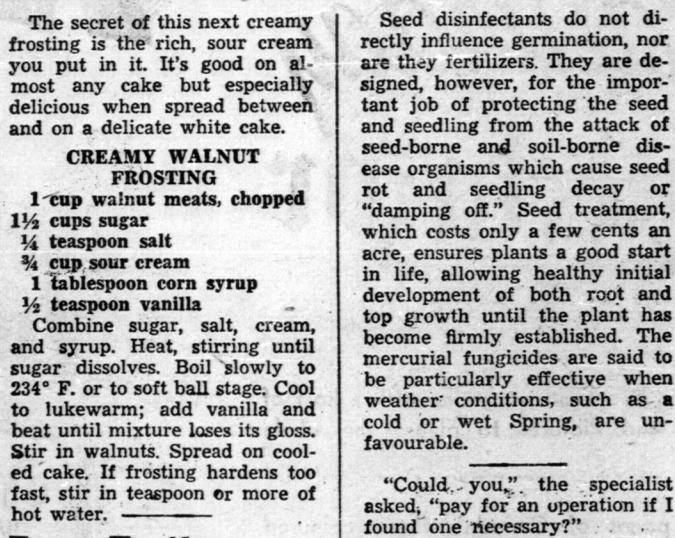 The secret of this next creamy
frosting is the rich, sour cream
you put in it. It's good on al-
most any cake but especially
delicious when spread between
and on a delicate white cake.
CREAMY WALNUT
FROSTING
1 cup walnut meats, chopped
1½ cups sugar
¼ teaspoon salt
¾ cup sour cream
1 tablespoon corn syrup
½ teaspoon vanilla
Combine sugar, salt, cream,
and syrup. Heat, stirring until
sugar dissolves. Boil slowly to
234° F. or to soft ball stage. Cool
to lukewarm; add vanilla and
beat until mixture loses its gloss.
Stir in walnuts. Spread on cool-
ed cake. If frosting hardens too
fast, stir in teaspoon or more of
hot water.
Seed disinfectants do not di-
rectly influence germination, nor
are they fertilizers. They are de-
signed, however, for the impor-
tant job of protecting the seed
and seedling from the attack of
seed-borne and soil-borne dis-
ease organisms which cause seed
rot and seedling decay or
"damping off." Seed treatment,
which costs only a few cents an
acre, ensures plants a good start
in life, allowing healthy initial
development of both root and
top growth until the plant has
become firmly established. The
mercurial fungicides are said to
be particularly effective when
weather conditions, such as a
cold or wet Spring, are un-
favourable.
"Could you," the specialist
asked, "pay for an operation if I
found one necessary?"